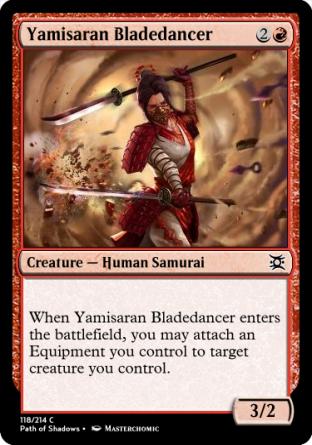 Yamisaran Bladedancer 2
Creature — Human Samurai
When Yamisaran Bladedancer enters
the battlefield, you may attach an
Equipment you control to target
creature you control.
3/2
118/214 C
Path of Shadows • Masterchomic